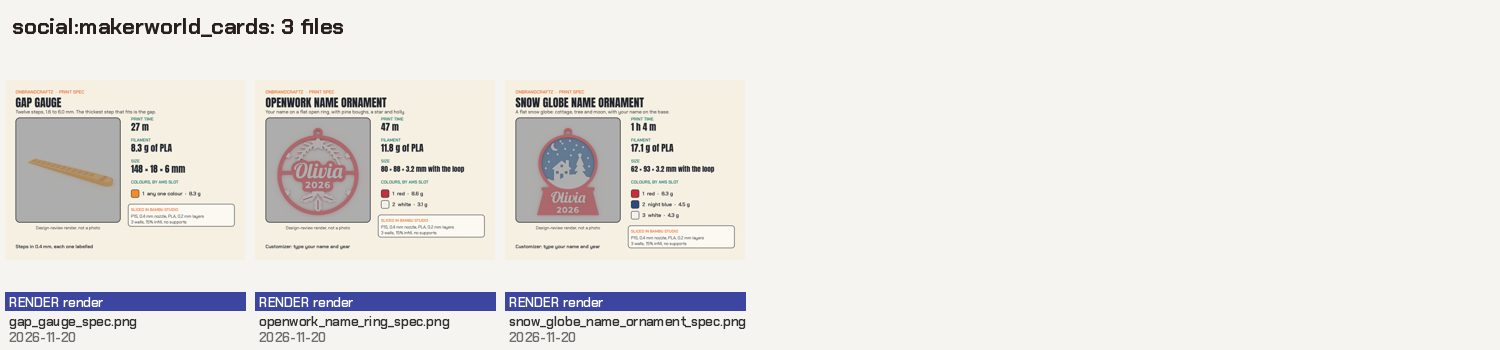 social:makerworld_cards: 3 files
ONBRANDCRAFTZ · PRINT SPEC
GAP GAUGE
Twelve steps, 1.6 to 6.0 mm. The thickest step that fits is the gap.
PRINT TIME
27 m
FILAMENT
8.3 g of PLA
SIZE
148 × 18 × 6 mm
COLOURS, BY AMS SLOT
1 any one colour · 8.3 g
SLICED IN BAMBU STUDIO
P1S, 0.4 mm nozzle, PLA, 0.2 mm layers
3 walls, 15% infill, no supports
Design-review render, not a photo
Steps in 0.4 mm, each one labelled
RENDER render
gap_gauge_spec.png
2026-11-20
ONBRANDCRAFTZ · PRINT SPEC
OPENWORK NAME ORNAMENT
Your name on a flat open ring, with pine boughs, a star and holly.
Olivia
2026
PRINT TIME
47 m
FILAMENT
11.8 g of PLA
SIZE
80 × 88 × 3.2 mm with the loop
COLOURS, BY AMS SLOT
1 red · 8.6 g
2 white · 3.1 g
SLICED IN BAMBU STUDIO
P1S, 0.4 mm nozzle, PLA, 0.2 mm layers
3 walls, 15% infill, no supports
Design-review render, not a photo
Customizer: type your name and year
RENDER render
openwork_name_ring_spec.png
2026-11-20
ONBRANDCRAFTZ · PRINT SPEC
SNOW GLOBE NAME ORNAMENT
A flat snow globe: cottage, tree and moon, with your name on the base.
Olivia
2026
PRINT TIME
1 h 4 m
FILAMENT
17.1 g of PLA
SIZE
62 × 93 × 3.2 mm with the loop
COLOURS, BY AMS SLOT
1 red · 8.3 g
2 night blue · 4.5 g
3 white · 4.3 g
SLICED IN BAMBU STUDIO
P1S, 0.4 mm nozzle, PLA, 0.2 mm layers
3 walls, 15% infill, no supports
Design-review render, not a photo
Customizer: type your name and year
RENDER render
snow_globe_name_ornament_spec.png
2026-11-20